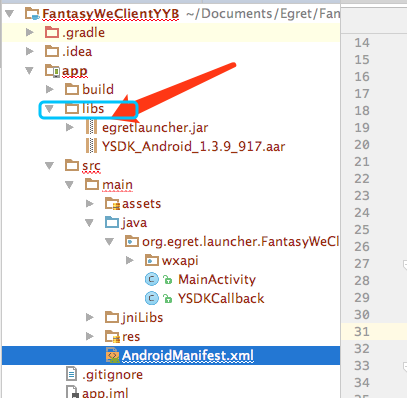 FantasyWeClientYYB ~/Documents/Egret/Fan
.gradle
.idea
app
build
libs
egretlauncher.jar
YSDK_Android_1.3.9_917.aar
src
main
assets
java
org.egret.launcher.FantasyWeCl
wxapi
MainActivity
YSDKCallback
jniLibs
res
AndroidManifest.xml
.gitignore
app.iml
14
15
16
17
18
19
20
21
22
23
24
25
26
27
28
29
30
31
32
33
34